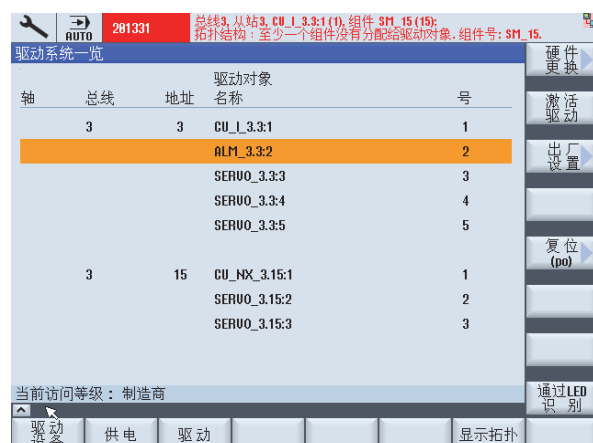 AUTO
201331
总线3, 从站3, CU_I_3.3:1 (1), 组件 SM_15 (15):
拓扑结构：至少一个组件没有分配给驱动对象. 组件号: SM_15.
驱动系统一览
驱动对象
轴 总线 地址 名称 号
3 3 CU_I_3.3:1 1
ALM_3.3:2 2
SERVO_3.3:3 3
SERVO_3.3:4 4
SERVO_3.3:5 5
3 15 CU_NX_3.15:1 1
SERVO_3.15:2 2
SERVO_3.15:3 3
当前访问等级： 制造商
硬件
更换
激活
驱动
出厂
设置
复位
(po)
通过LED
识别
驱动
设备
供电
驱动
显示拓扑